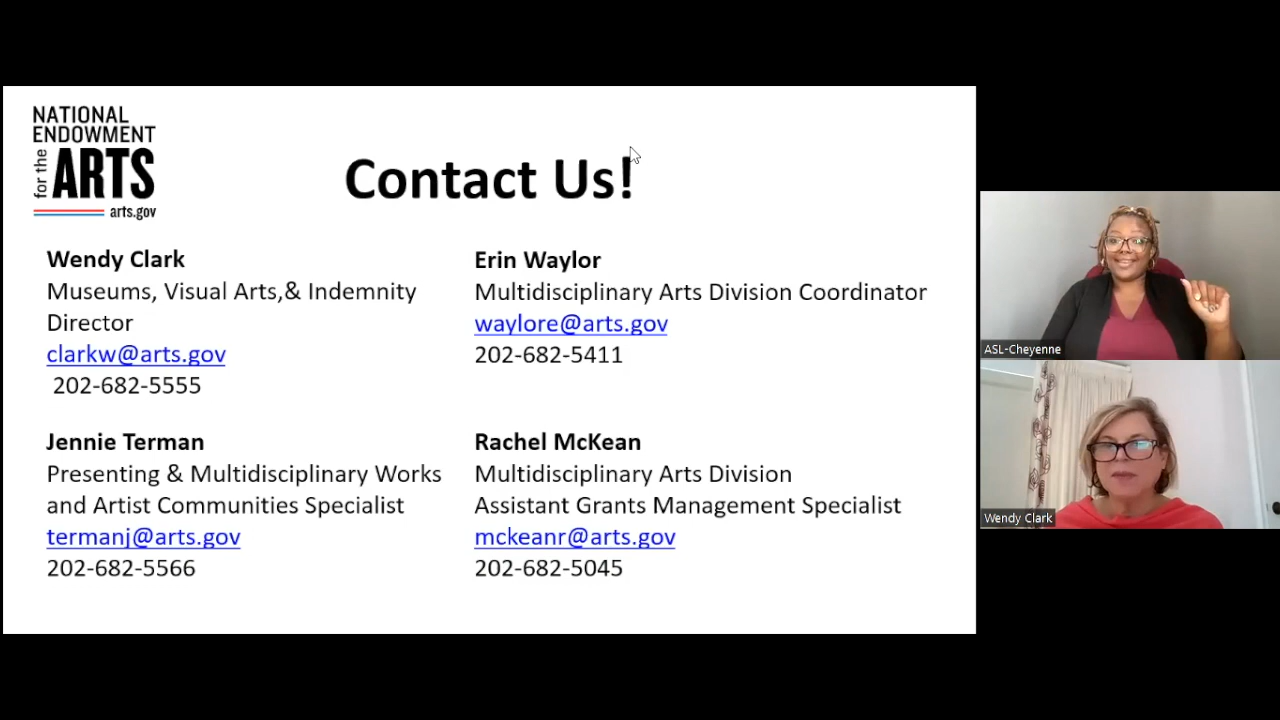 NATIONAL
ENDOWMENT
for the
ARTS
arts.gov
Contact Us!
Wendy Clark
Museums, Visual Arts,& Indemnity
Director
clarkw@arts.gov
202-682-5555
Erin Waylor
Multidisciplinary Arts Division Coordinator
waylore@arts.gov
202-682-5411
Jennie Terman
Presenting & Multidisciplinary Works
and Artist Communities Specialist
termanj@arts.gov
202-682-5566
Rachel McKean
Multidisciplinary Arts Division
Assistant Grants Management Specialist
mckeanr@arts.gov
202-682-5045
ASL-Cheyenne
Wendy Clark